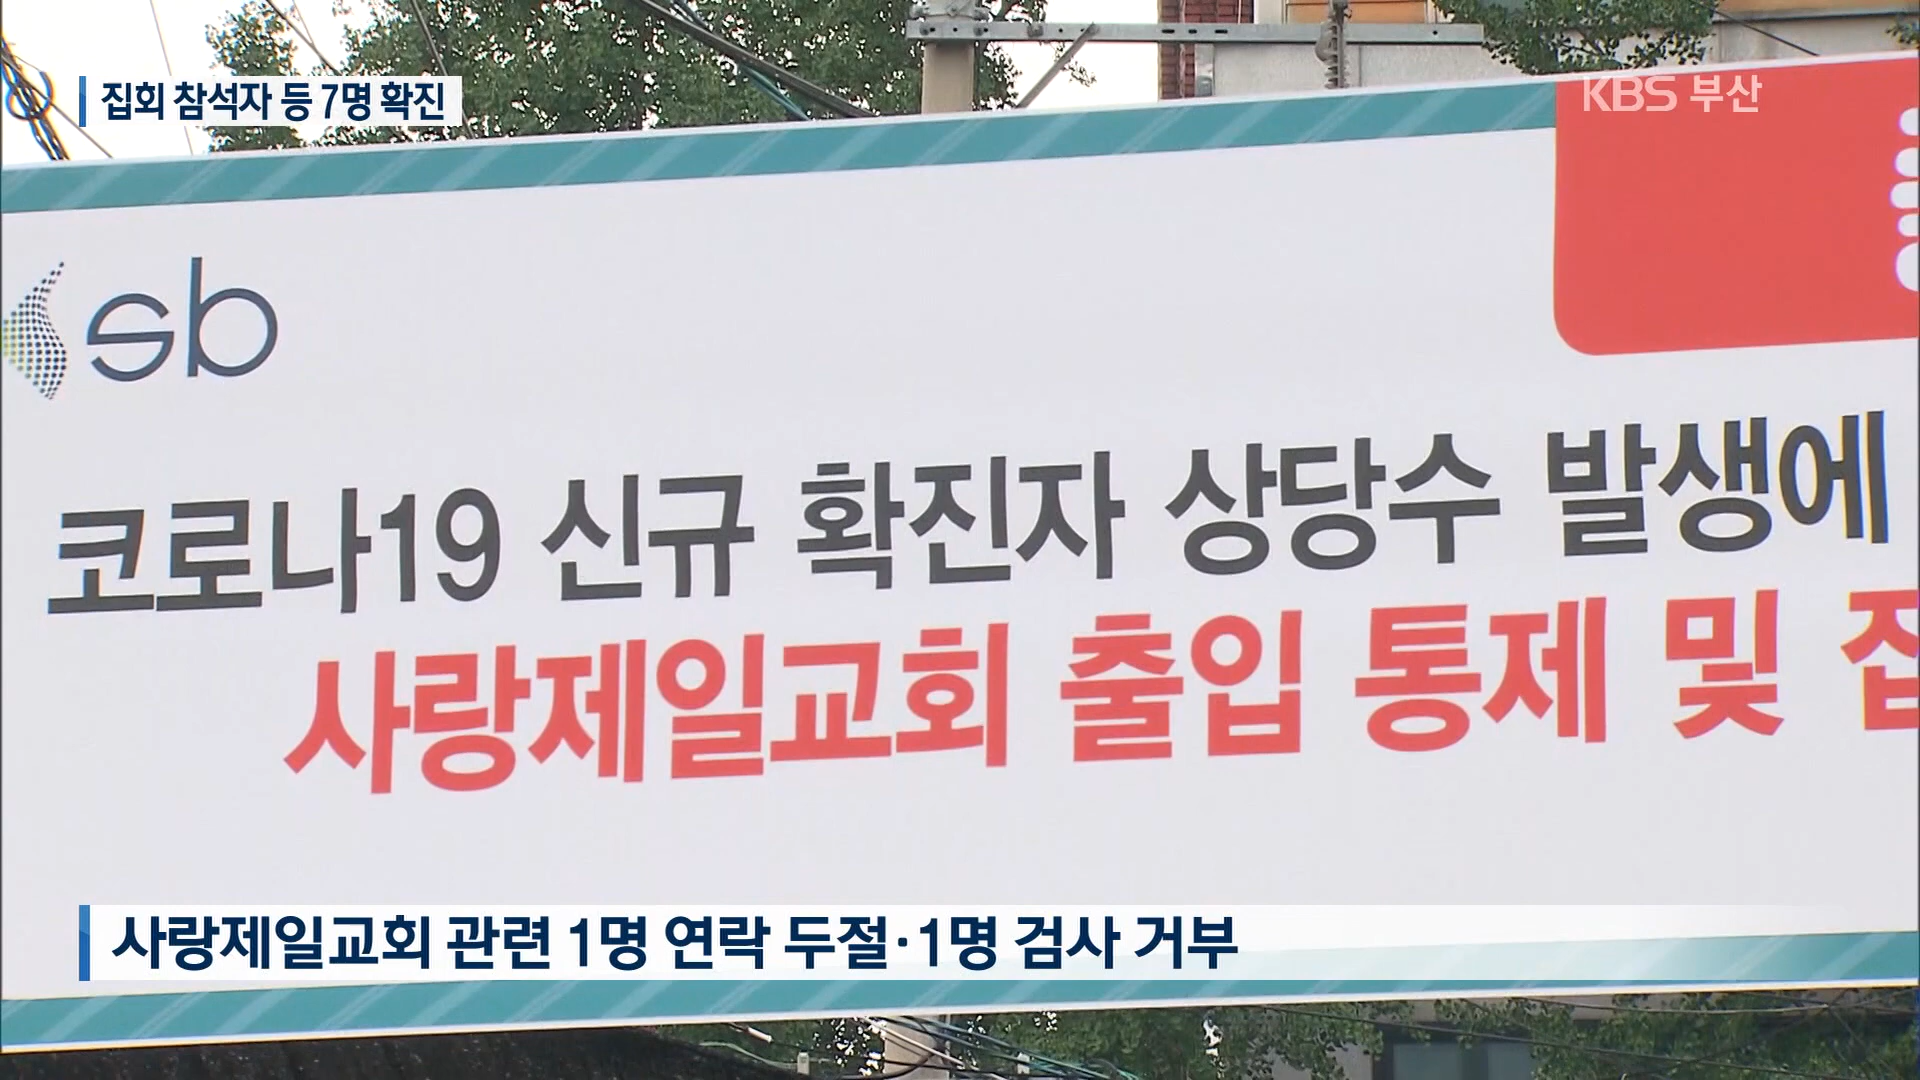 집회 참석자 등 7명 확진
KBS 부산
sb
코로나19 신규 확진자 상당수 발생에
사랑제일교회 출입 통제 및 집
사랑제일교회 관련 1명 연락 두절·1명 검사 거부